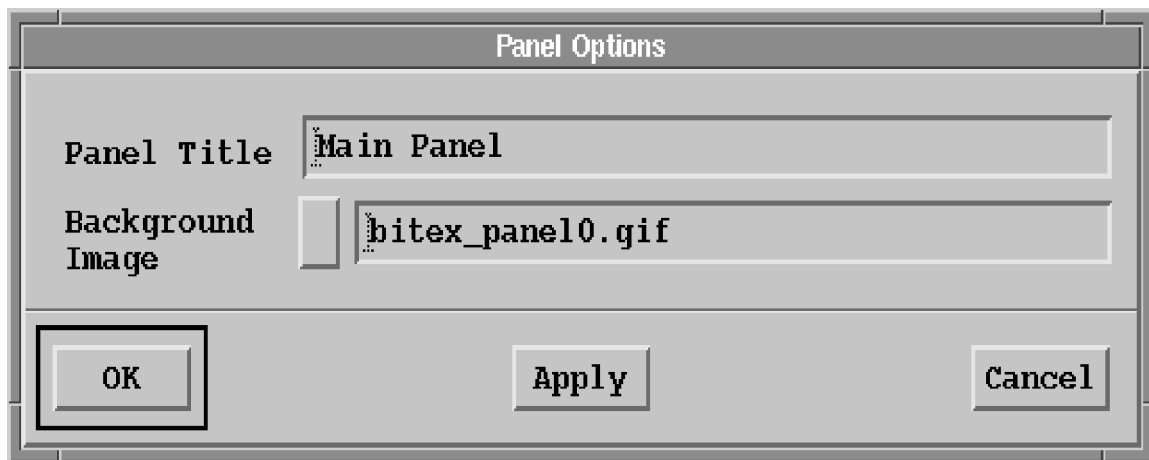 Panel Options
Panel Title
Main Panel
Background
Image
bitex_panel0.gif
OK
Apply
Cancel